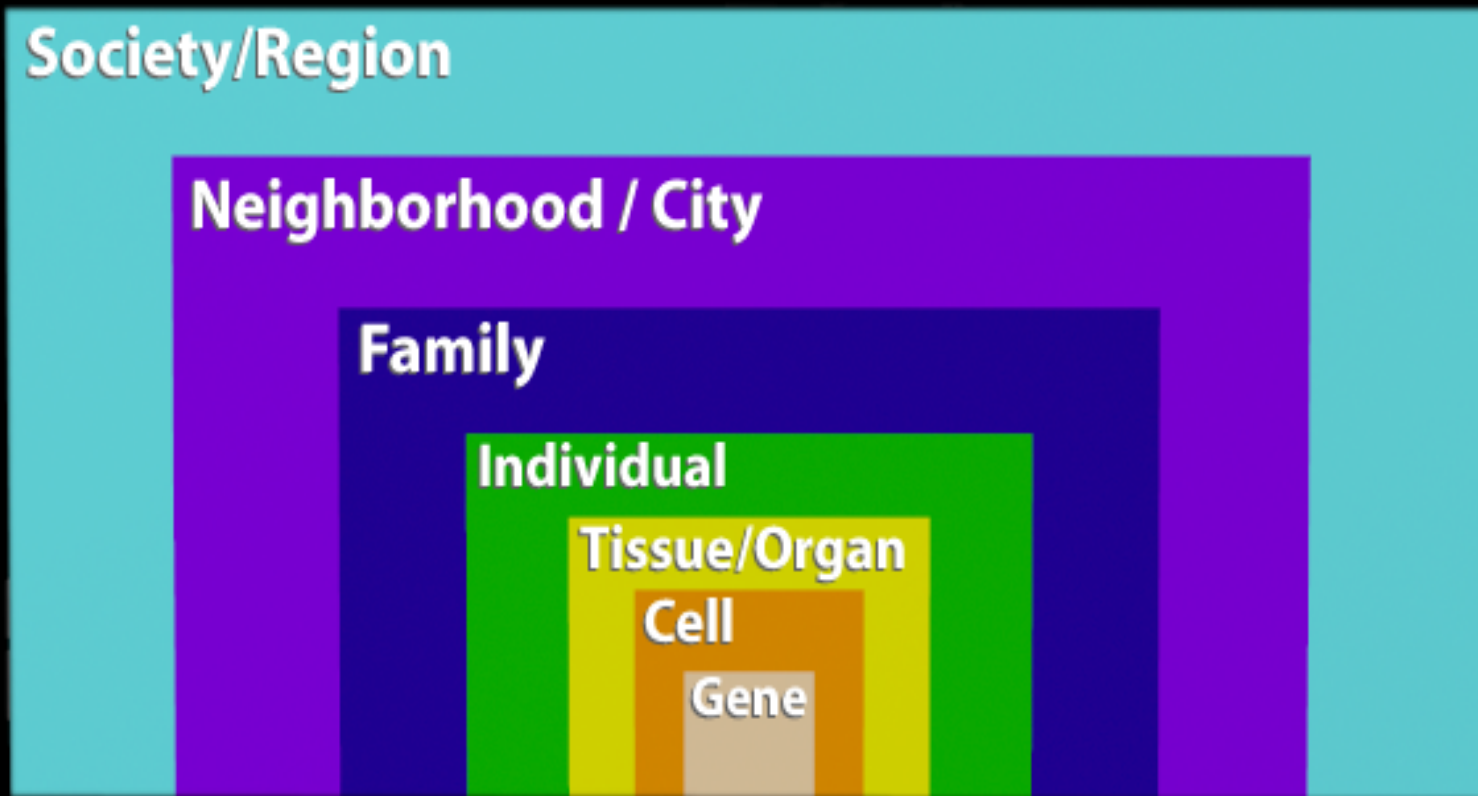 Society/Region
Neighborhood / City
Family
Individual
Tissue/Organ
Cell
Gene